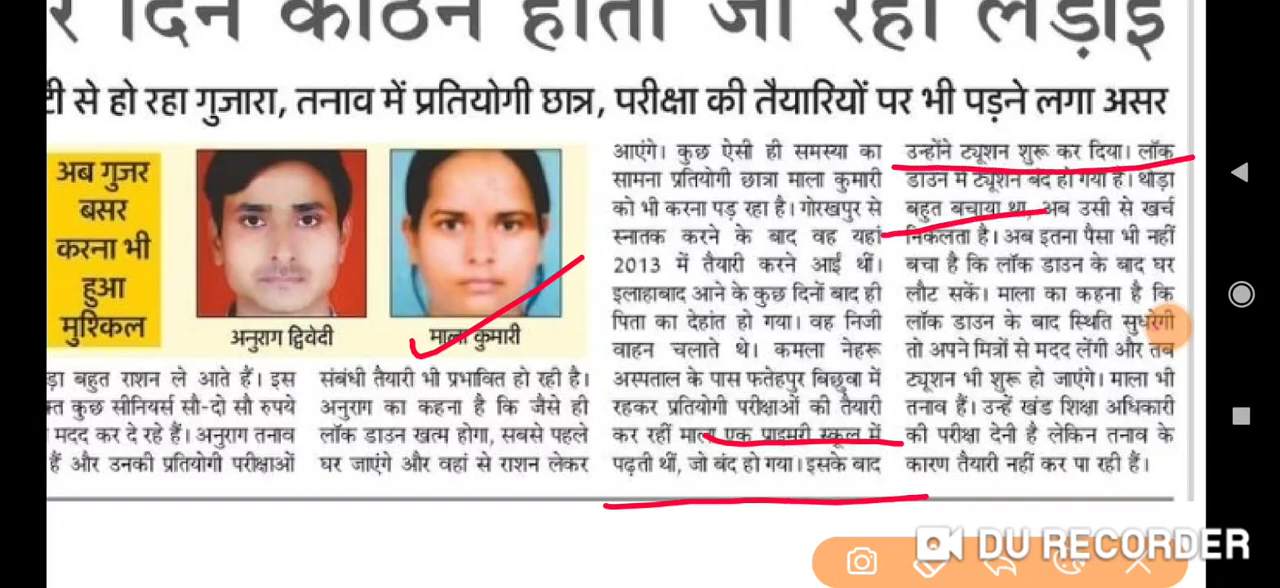 र दिन कठिन होती जा रही लड़ाई
टी से हो रहा गुजारा, तनाव में प्रतियोगी छात्र, परीक्षा की तैयारियों पर भी पड़ने लगा असर
अब गुजर
बसर
करना भी
हुआ
मुश्किल
अनुराग द्विवेदी
माला कुमारी
ड़ा बहुत राशन ले आते हैं। इस
त कुछ सीनियर्स सौ-दो सौ रुपये
मदद कर दे रहे हैं। अनुराग तनाव
हैं और उनकी प्रतियोगी परीक्षाओं
संबंधी तैयारी भी प्रभावित हो रही है।
अनुराग का कहना है कि जैसे ही
लॉक डाउन खत्म होगा, सबसे पहले
घर जाएंगे और वहां से राशन लेकर
आएंगे। कुछ ऐसी ही समस्या का
सामना प्रतियोगी छात्रा माला कुमारी
को भी करना पड़ रहा है। गोरखपुर से
स्नातक करने के बाद वह यहां
2013 में तैयारी करने आई थीं।
इलाहाबाद आने के कुछ दिनों बाद ही
पिता का देहांत हो गया। वह निजी
वाहन चलाते थे। कमला नेहरू
अस्पताल के पास फतेहपुर बिछुवा में
रहकर प्रतियोगी परीक्षाओं की तैयारी
कर रहीं माला एक प्राइमरी स्कूल में
पढ़ती थीं, जो बंद हो गया। इसके बाद
उन्होंने ट्यूशन शुरू कर दिया। लॉक
डाउन में ट्यूशन बंद हो गया है। थोड़ा
बहुत बचाया था, अब उसी से खर्च
निकलता है। अब इतना पैसा भी नहीं
बचा है कि लॉक डाउन के बाद घर
लौट सकें। माला का कहना है कि
लॉक डाउन के बाद स्थिति सुधरेगी
तो अपने मित्रों से मदद लेंगी और तब
ट्यूशन भी शुरू हो जाएंगे। माला भी
तनाव हैं। उन्हें खंड शिक्षा अधिकारी
की परीक्षा देनी है लेकिन तनाव के
कारण तैयारी नहीं कर पा रही हैं।
DU RECORDER